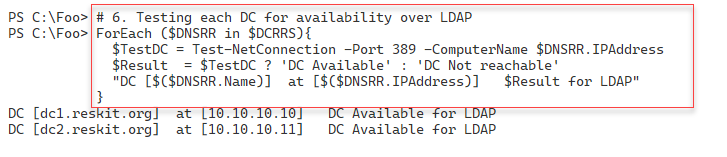 PS C:\Foo> # 6. Testing each DC for availability over LDAP
PS C:\Foo> ForEach ($DNSRR in $DCRRS){
             $TestDC = Test-NetConnection -Port 389 -ComputerName $DNSRR.IPAddress
             $Result  = $TestDC ? 'DC Available' : 'DC Not reachable'
             "DC [$($DNSRR.Name)]  at [$($DNSRR.IPAddress)]   $Result for LDAP"
           }
DC [dc1.reskit.org]  at [10.10.10.10]   DC Available for LDAP
DC [dc2.reskit.org]  at [10.10.10.11]   DC Available for LDAP